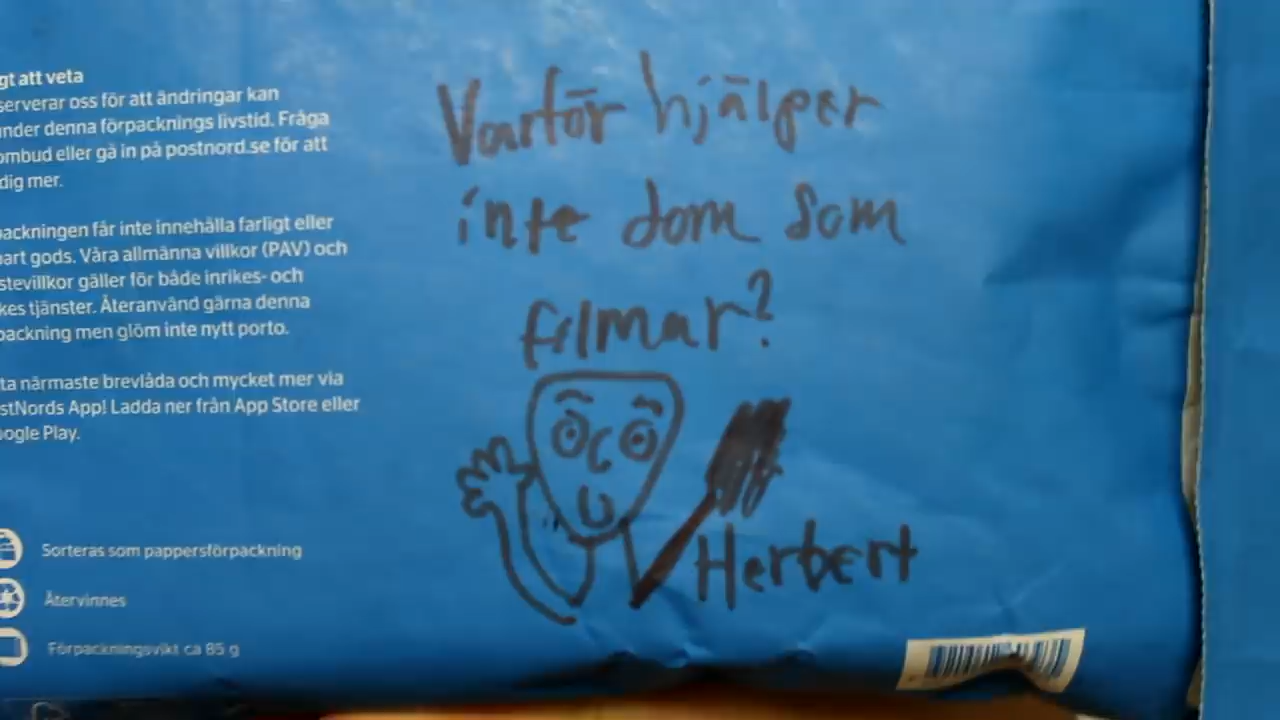 gt att veta
serverar oss för att ändringar kan
under denna förpacknings livstid. Fråga
ombud eller gå in på postnord.se för att
dig mer.
packningen får inte innehålla farligt eller
bart gods. Våra allmänna villkor (PAV) och
stevillkor gäller för både inrikes- och
kes tjänster. Återanvänd gärna denna
packning men glöm inte nytt porto.
ta närmaste brevlåda och mycket mer via
stNords App! Ladda ner från App Store eller
oogle Play.
Sorteras som pappersförpackning
Återvinnes
Förpackningsvikt ca 85 g
Varför hjälper
inte dom som
filmar?
Herbert